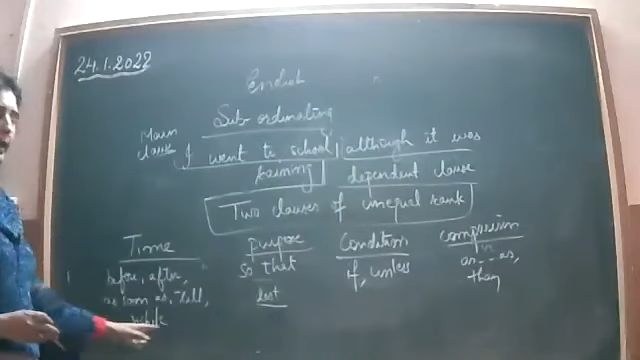 24.1.2022
English
Sub-ordinating
Main
clause I went to school, although it was
raining dependent clause
Two clauses of unequal rank
Time purpose Condition comparison
before, after, so that if, unless as...as,
as soon as, Till, lest than
while